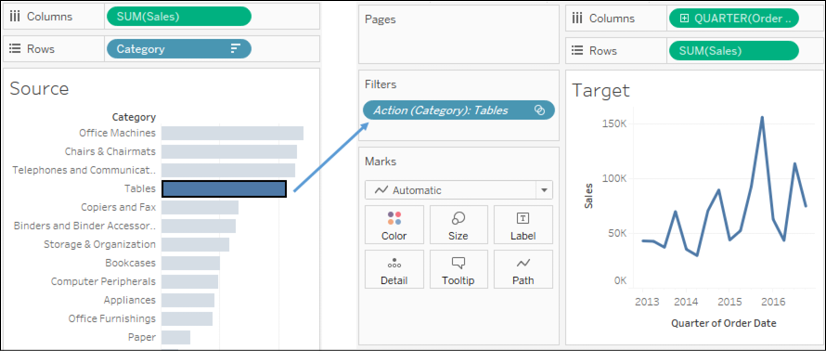 Columns
SUM(Sales)
Rows
Category
Source
Category
Office Machines
Chairs & Chairmats
Telephones and Communicat..
Tables
Copiers and Fax
Binders and Binder Accessor..
Storage & Organization
Bookcases
Computer Peripherals
Appliances
Office Furnishings
Paper
Pages
Filters
Action (Category): Tables
Marks
Automatic
Color
Size
Label
Detail
Tooltip
Path
Columns
QUARTER(Order ..
Rows
SUM(Sales)
Target
150K
100K
50K
0K
Sales
2013
2014
2015
2016
Quarter of Order Date